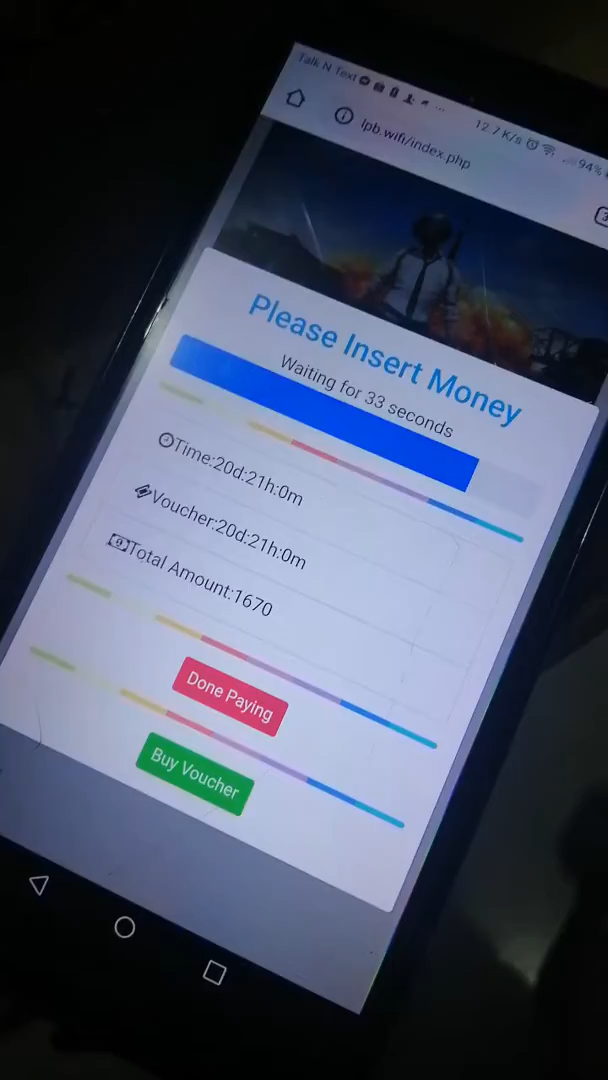 Talk N Text
12.7 K/s
94%
lpb.wifi/index.php
Please Insert Money
Waiting for 33 seconds
Time:20d:21h:0m
Voucher:20d:21h:0m
Total Amount:1670
Done Paying
Buy Voucher